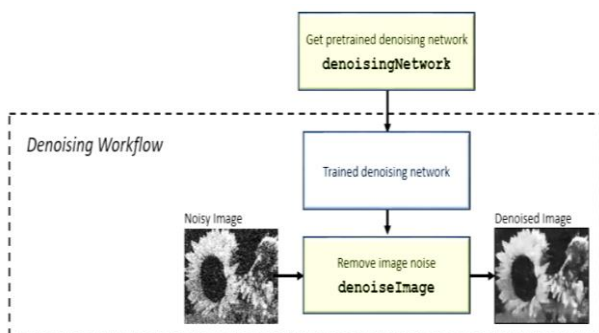 Get pretrained denoising network
denoisingNetwork
Denoising Workflow
Trained denoising network
Noisy Image
Denoised Image
Remove image noise
denoiseImage